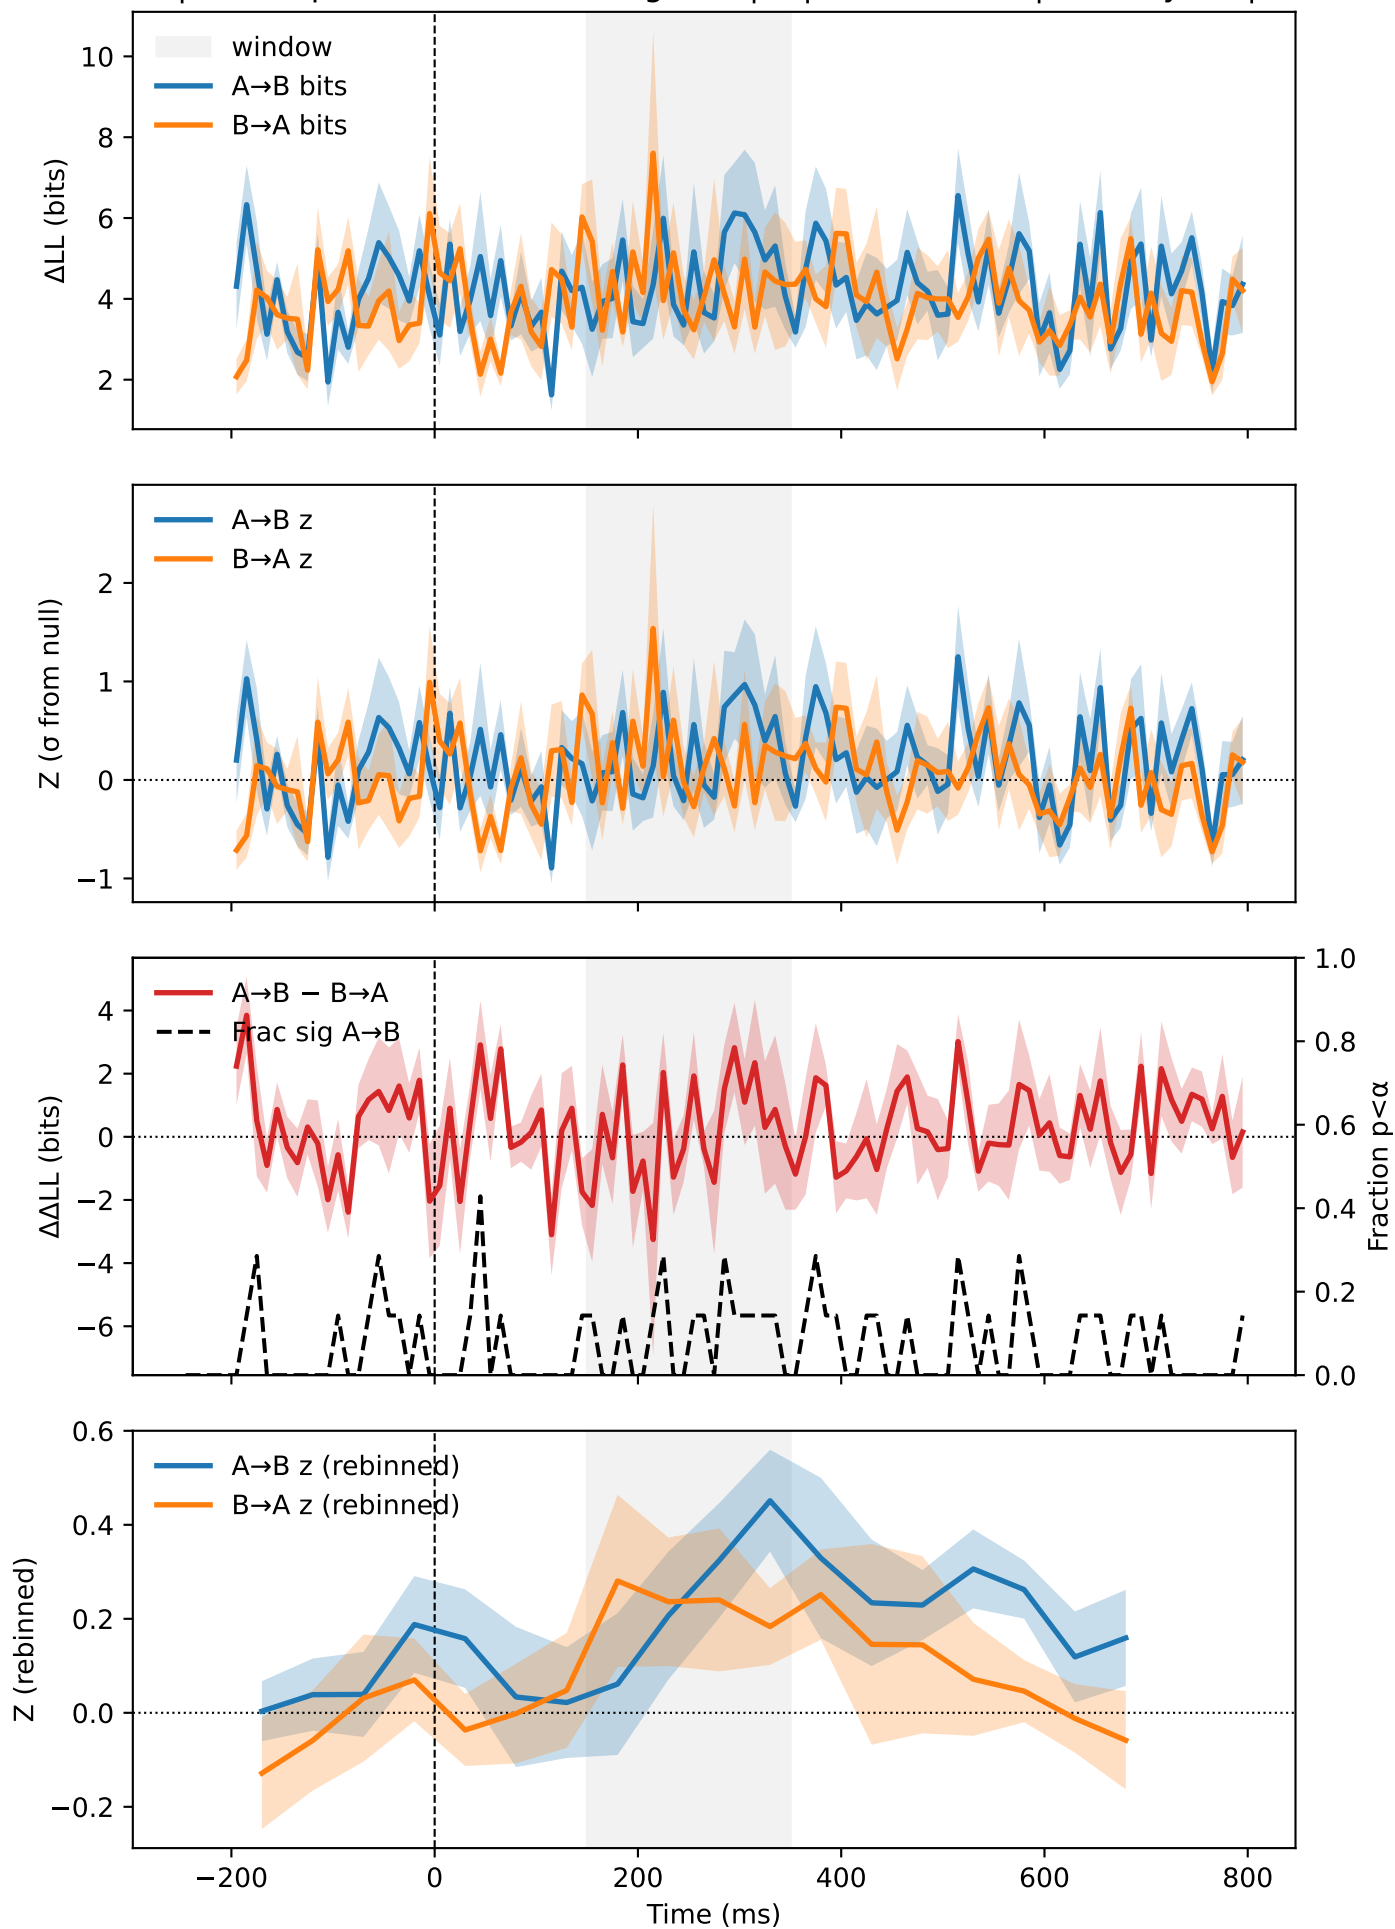 window
A→B bits
B→A bits
10
8
6
4
2
ΔLL (bits)
A→B z
B→A z
2
1
0
−1
Z (σ from null)
A→B − B→A
Frac sig A→B
4
2
0
−2
−4
−6
ΔΔLL (bits)
1.0
0.8
0.6
0.4
0.2
0.0
Fraction p<α
A→B z (rebinned)
B→A z (rebinned)
0.6
0.4
0.2
0.0
−0.2
Z (rebinned)
−200 0 200 400 600 800
Time (ms)